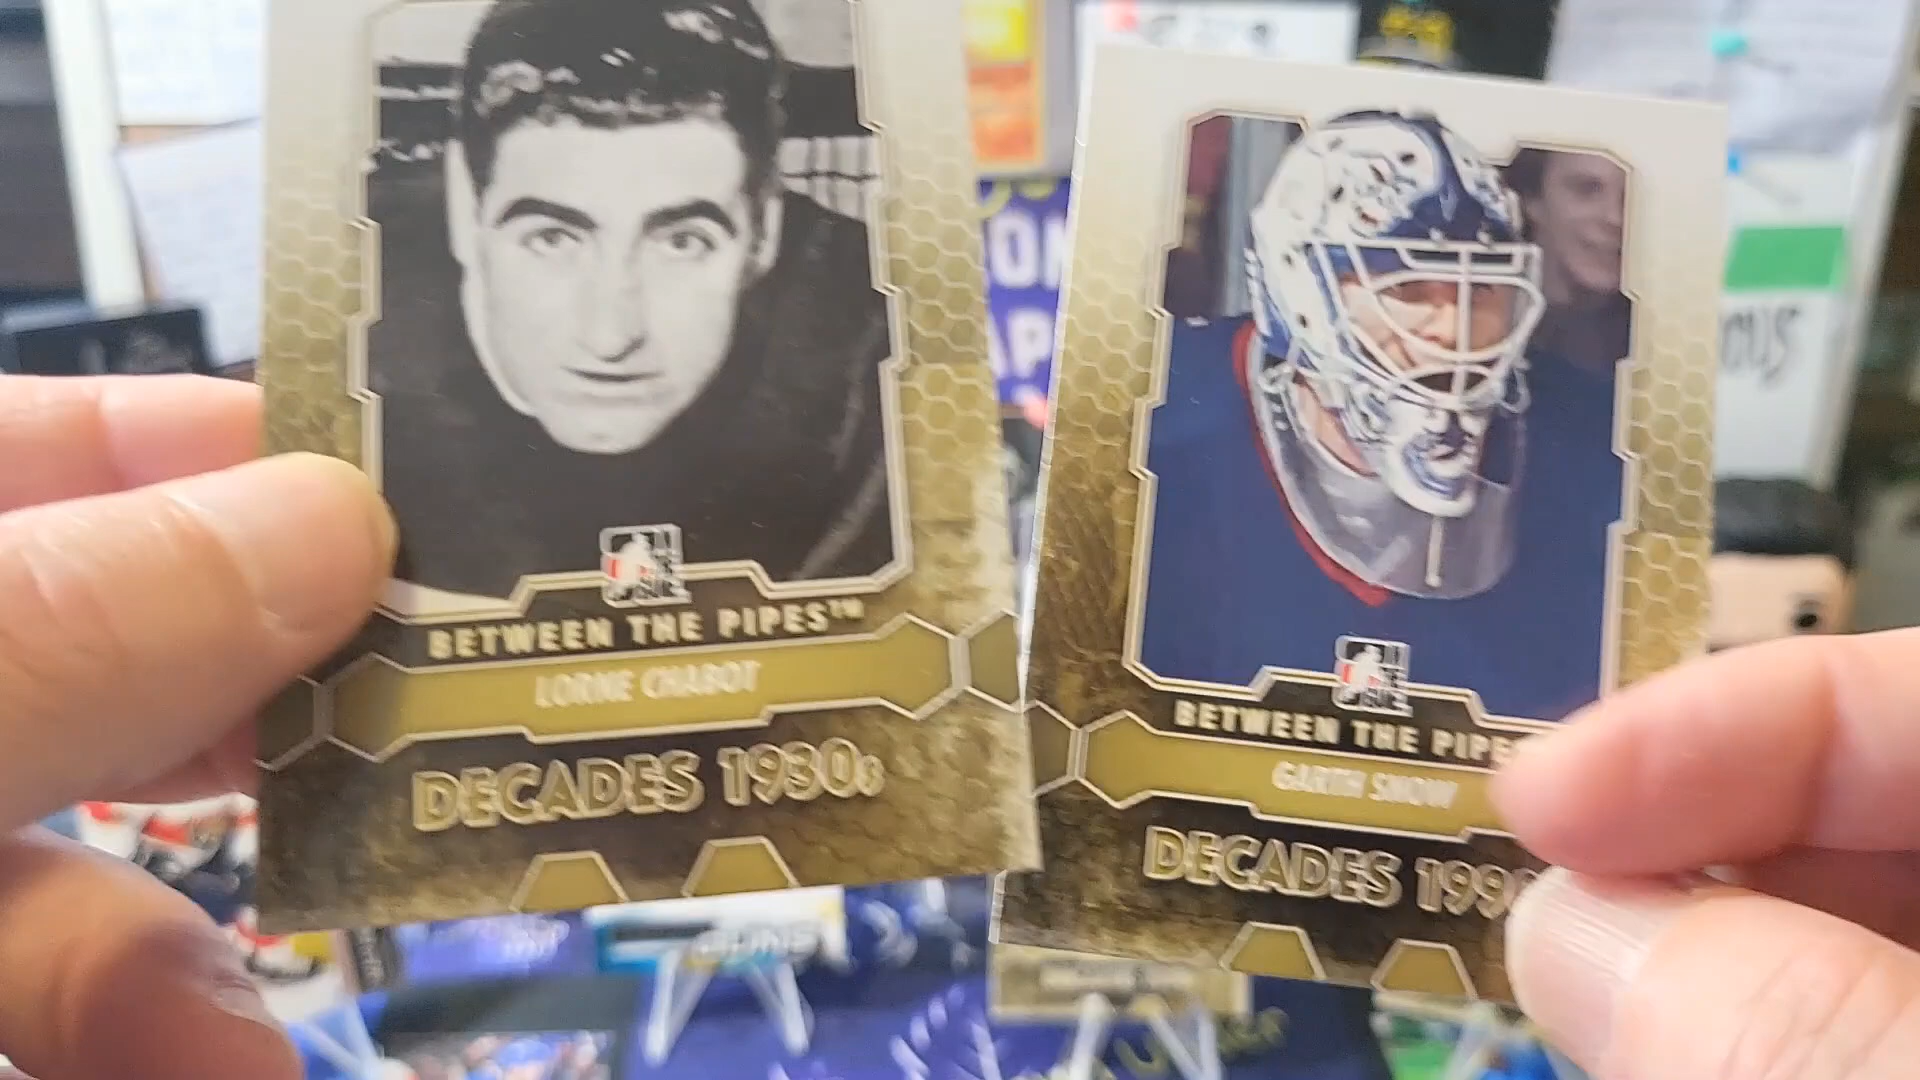 BETWEEN THE PIPES™
LORNE CHABOT
DECADES 1930s
BETWEEN THE PIPES
GARTH SNOW
DECADES 199